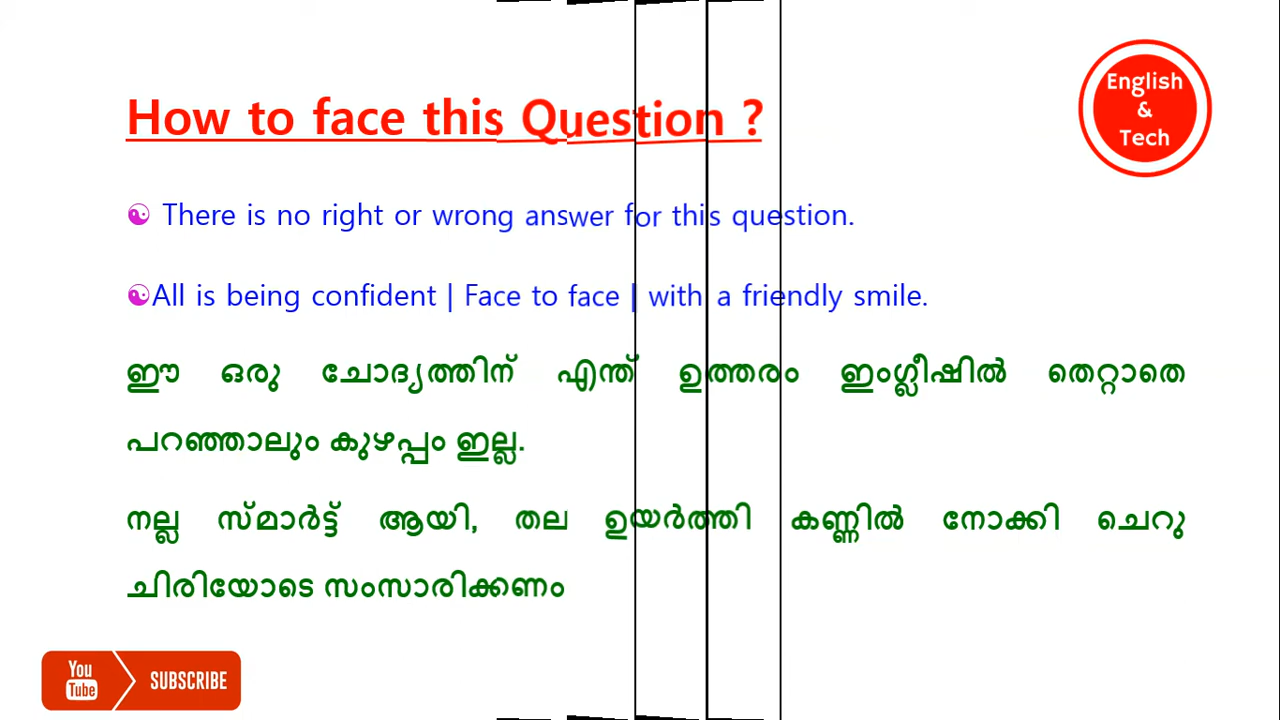 How to face this Question ?
English
&
Tech
☯ There is no right or wrong answer for this question.
☯All is being confident | Face to face | with a friendly smile.
ഈ ഒരു ചോദ്യത്തിന് എന്ത് ഉത്തരം ഇംഗ്ലീഷിൽ തെറ്റാതെ
പറഞ്ഞാലും കുഴപ്പം ഇല്ല.
നല്ല സ്മാർട്ട് ആയി, തല ഉയർത്തി കണ്ണിൽ നോക്കി ചെറു
ചിരിയോടെ സംസാരിക്കണം
You
Tube
SUBSCRIBE